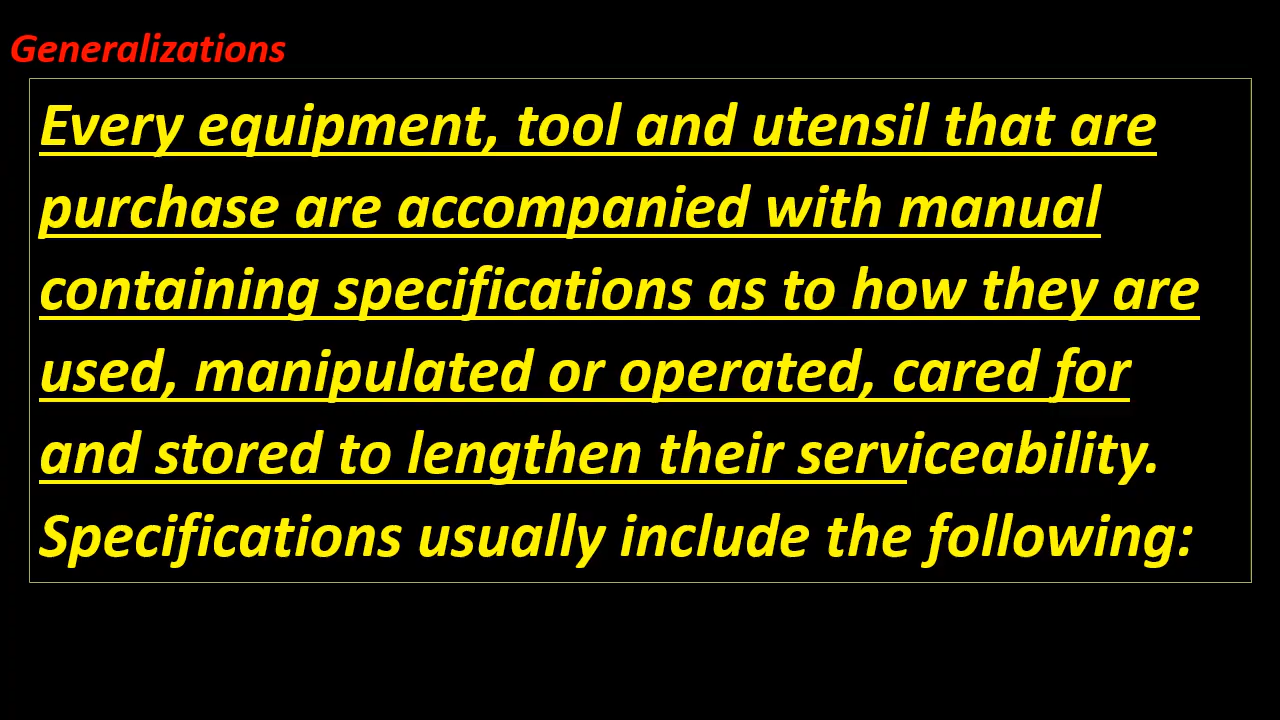 Generalizations
Every equipment, tool and utensil that are
purchase are accompanied with manual
containing specifications as to how they are
used, manipulated or operated, cared for
and stored to lengthen their serviceability.
Specifications usually include the following: